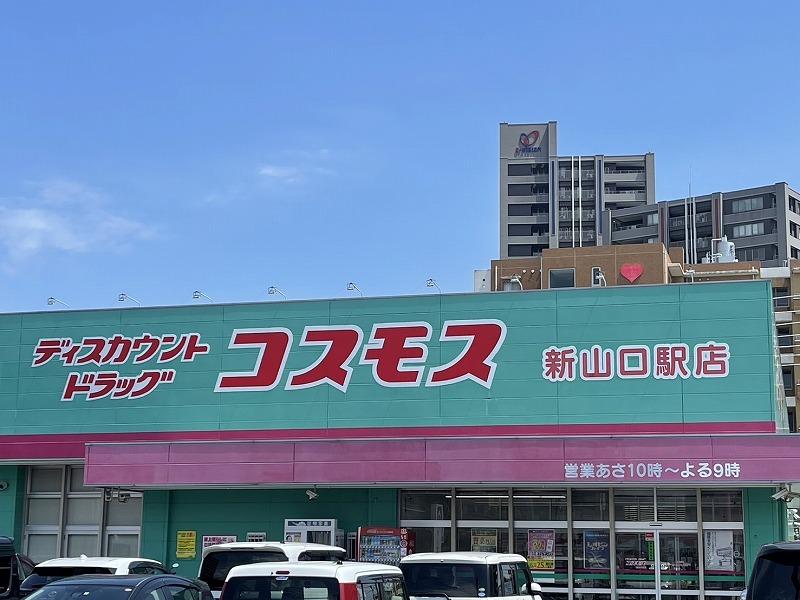 ディスカウント
ドラッグ
コスモス
新山口駅店
営業あさ10時〜よる9時